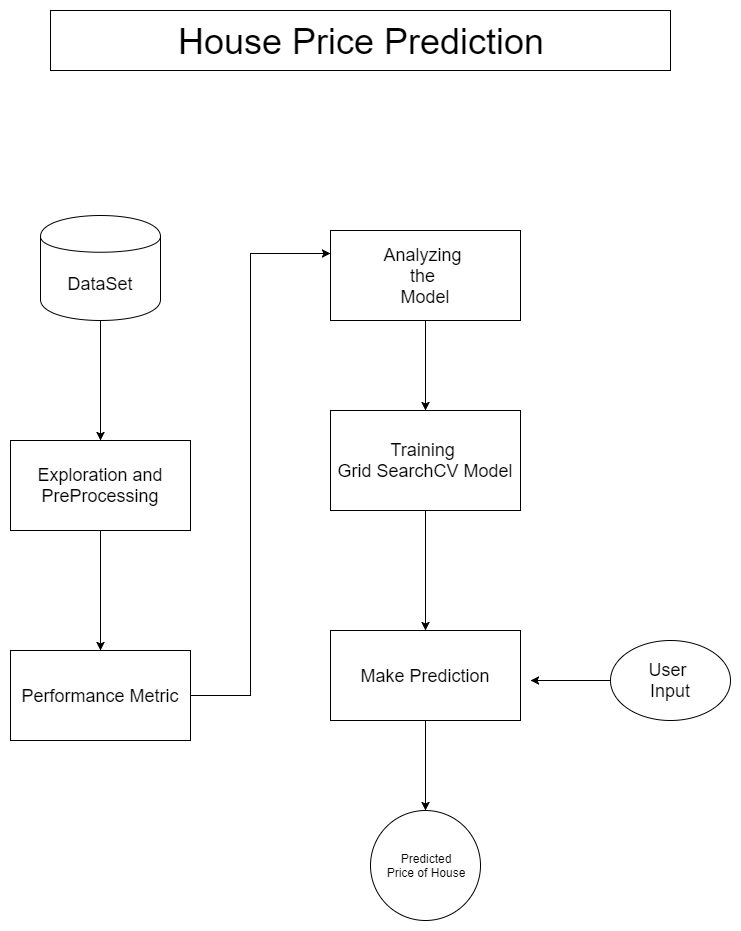 House Price Prediction
DataSet
Exploration and
PreProcessing
Performance Metric
Analyzing
the
Model
Training
Grid SearchCV Model
Make Prediction
User
Input
Predicted
Price of House